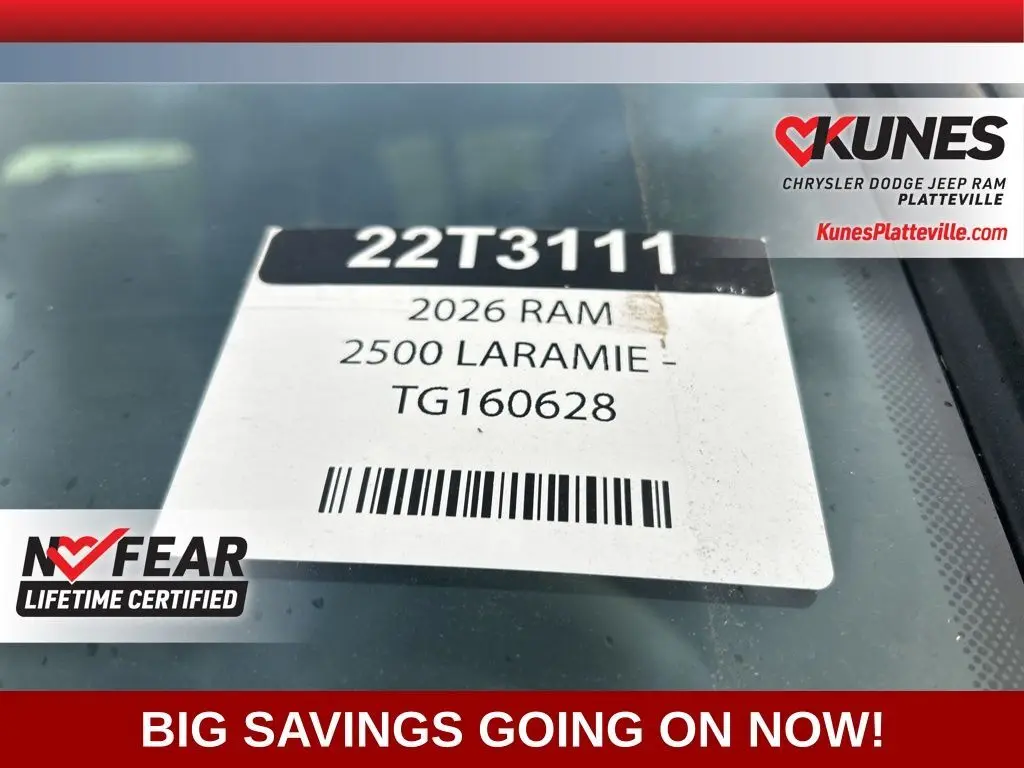 KUNES
CHRYSLER DODGE JEEP RAM
PLATTEVILLE
KunesPlatteville.com
22T3111
2026 RAM
2500 LARAMIE -
TG160628
NO FEAR
LIFETIME CERTIFIED
BIG SAVINGS GOING ON NOW!